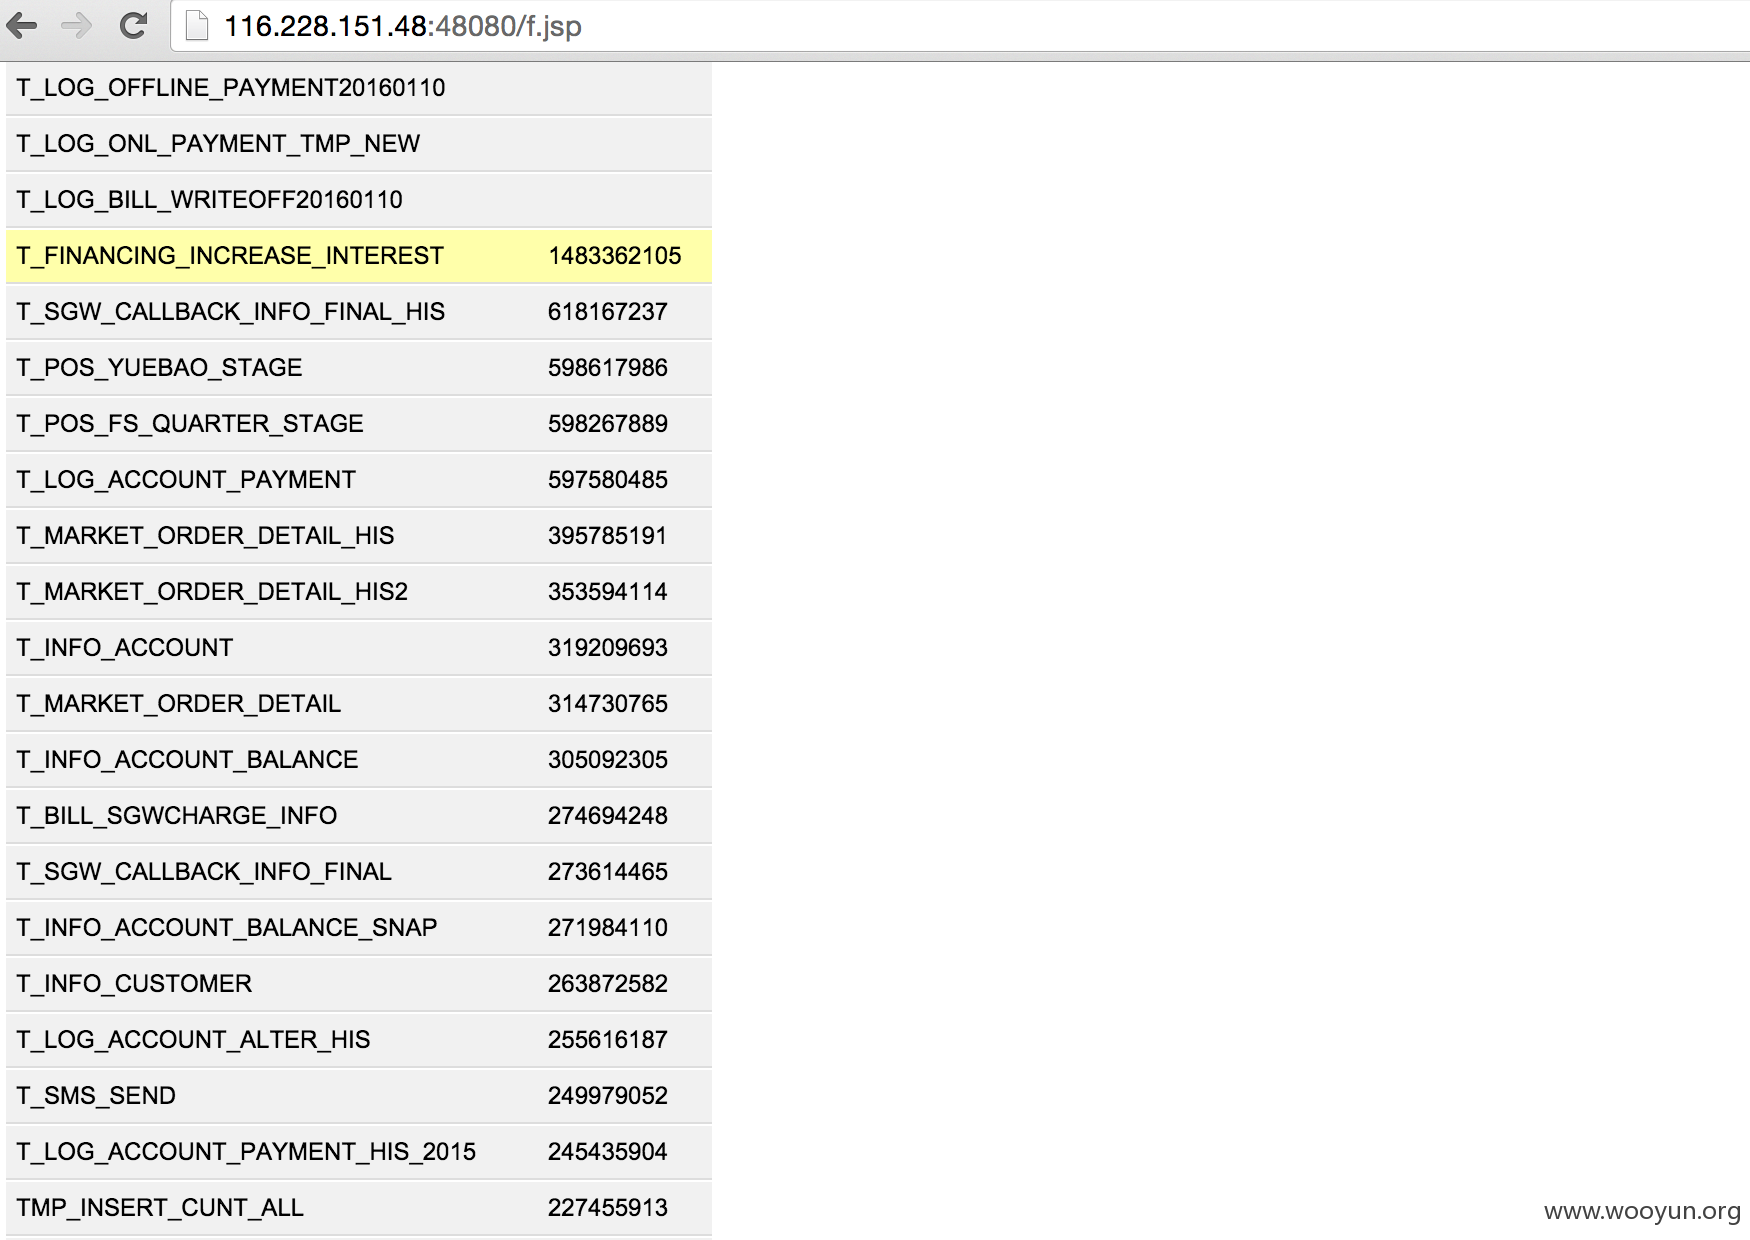 116.228.151.48:48080/f.jsp
T_LOG_OFFLINE_PAYMENT20160110
T_LOG_ONL_PAYMENT_TMP_NEW
T_LOG_BILL_WRITEOFF20160110
T_FINANCING_INCREASE_INTEREST 1483362105
T_SGW_CALLBACK_INFO_FINAL_HIS 618167237
T_POS_YUEBAO_STAGE 598617986
T_POS_FS_QUARTER_STAGE 598267889
T_LOG_ACCOUNT_PAYMENT 597580485
T_MARKET_ORDER_DETAIL_HIS 395785191
T_MARKET_ORDER_DETAIL_HIS2 353594114
T_INFO_ACCOUNT 319209693
T_MARKET_ORDER_DETAIL 314730765
T_INFO_ACCOUNT_BALANCE 305092305
T_BILL_SGWCHARGE_INFO 274694248
T_SGW_CALLBACK_INFO_FINAL 273614465
T_INFO_ACCOUNT_BALANCE_SNAP 271984110
T_INFO_CUSTOMER 263872582
T_LOG_ACCOUNT_ALTER_HIS 255616187
T_SMS_SEND 249979052
T_LOG_ACCOUNT_PAYMENT_HIS_2015 245435904
TMP_INSERT_CUNT_ALL 227455913
www.wooyun.org